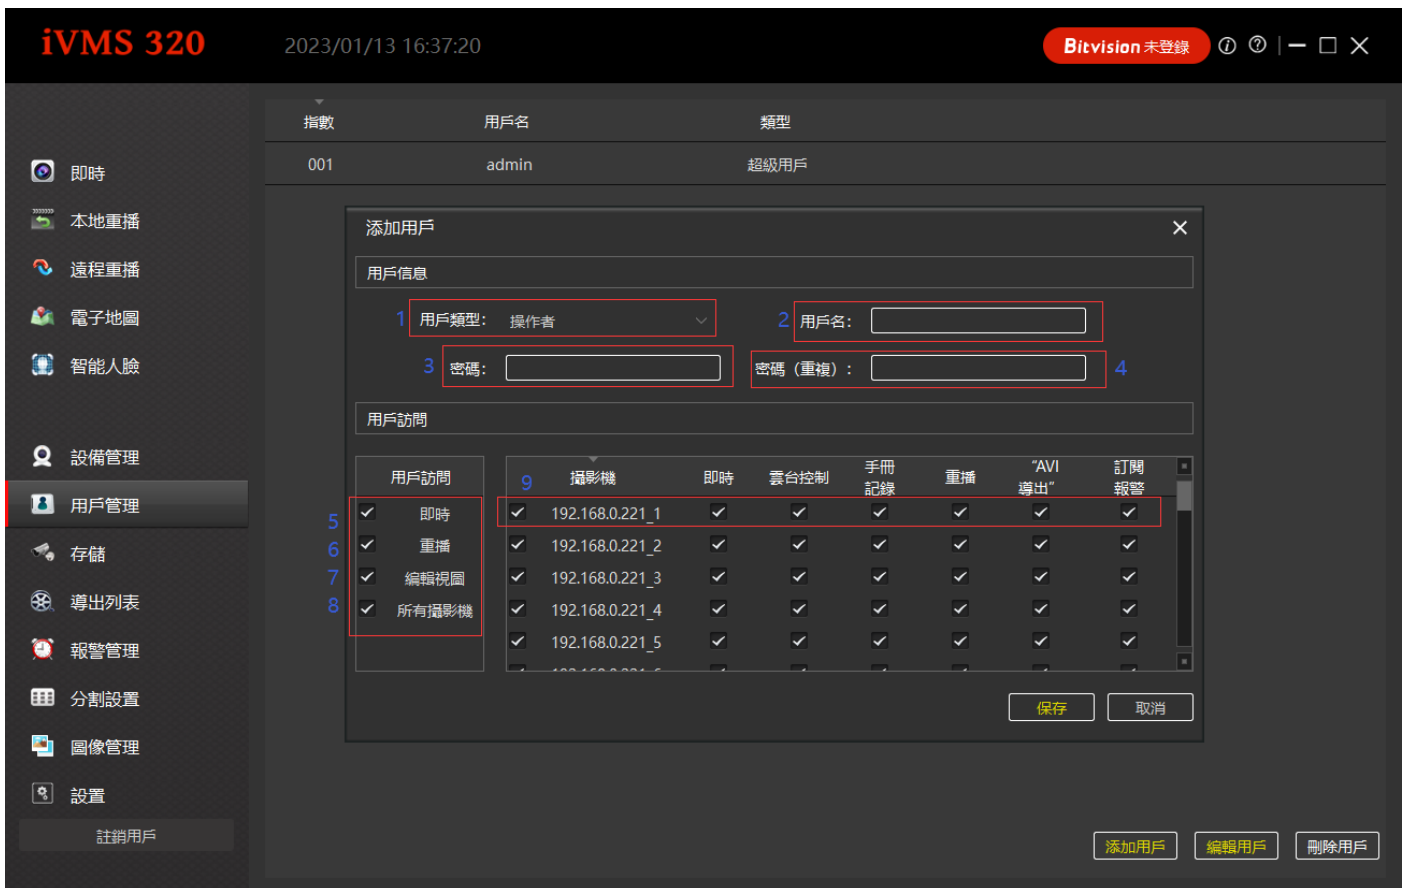 iVMS 320
2023/01/13 16:37:20
Bitvision 未登錄
指數 用戶名 類型
001 admin 超級用戶
即時
本地重播
遠程重播
電子地圖
智能人臉
設備管理
用戶管理
存儲
導出列表
報警管理
分割設置
圖像管理
設置
註銷用戶
添加用戶
用戶信息
1 用戶類型: 操作者
2 用戶名:
3 密碼:
密碼（重複）: 4
用戶訪問
用戶訪問
5 即時
6 重播
7 編輯視圖
8 所有攝影機
9 攝影機 即時 雲台控制 手冊記錄 重播 “AVI導出” 訂閱報警
192.168.0.221_1
192.168.0.221_2
192.168.0.221_3
192.168.0.221_4
192.168.0.221_5
保存 取消
添加用戶 編輯用戶 刪除用戶